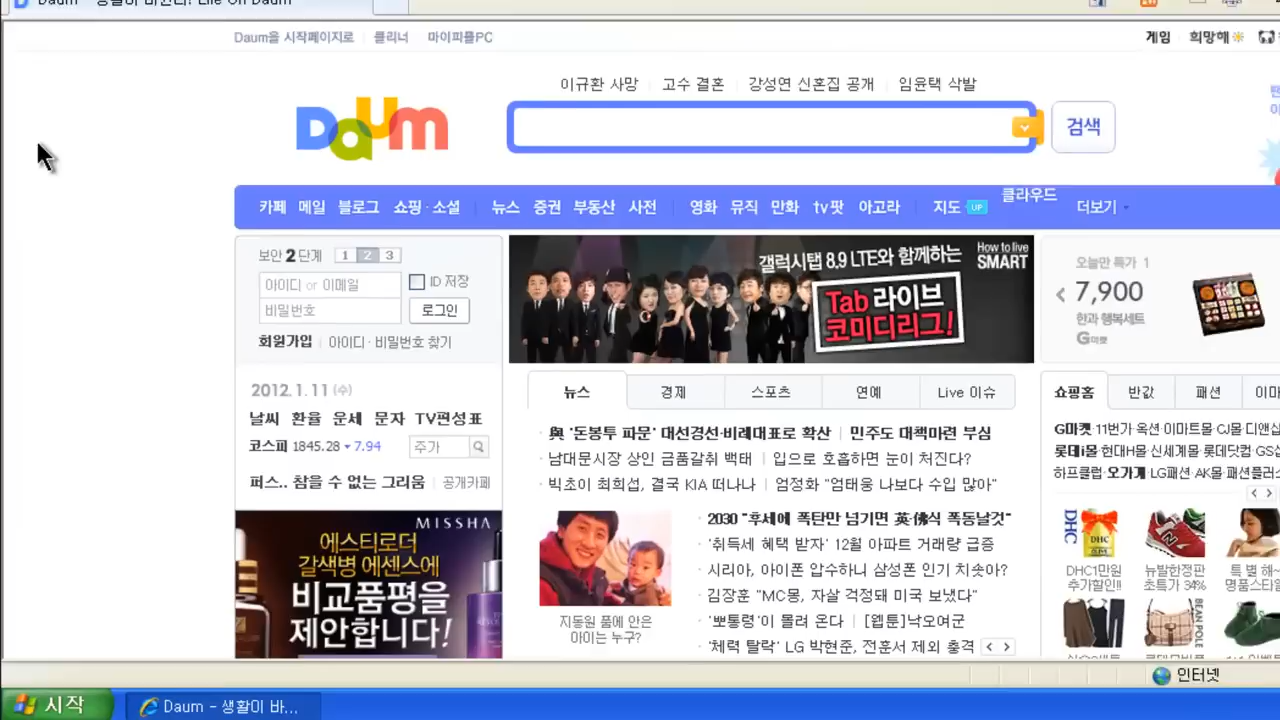 Daum - 생활이 바뀐다! Life On Daum
Daum을 시작페이지로 클리너 마이피플PC
게임 희망해
이규환 사망 고수 결혼 강성연 신혼집 공개 임윤택 삭발
Daum
검색
카페 메일 블로그 쇼핑·소셜 뉴스 증권 부동산 사전 영화 뮤직 만화 tv팟 아고라 지도 UP 클라우드 더보기
보안 2 단계 1 2 3
아이디 or 이메일 ID 저장
비밀번호 로그인
회원가입 아이디·비밀번호 찾기
갤럭시탭 8.9 LTE와 함께하는
How to live
SMART
Tab 라이브
코미디리그!
오늘만 특가 1
7,900
한과 행복세트
G마켓
2012.1.11 (수)
날씨 환율 운세 문자 TV편성표
코스피 1845.28 7.94 주가
퍼스.. 참을 수 없는 그리움 공개카페
MISSHA
에스티로더
갈색병 에센스에
비교품평을
제안합니다!
뉴스 경제 스포츠 연예 Live 이슈
與 '돈봉투 파문' 대선경선·비례대표로 확산 민주도 대책마련 부심
남대문시장 상인 금품갈취 백태 입으로 호흡하면 눈이 처진다?
빅초이 최희섭, 결국 KIA 떠나나 엄정화 "엄태웅 나보다 수입 많아"
2030 "후세에 폭탄만 넘기면 英·佛식 폭동날것"
'취득세 혜택 받자' 12월 아파트 거래량 급증
시리아, 아이폰 압수하니 삼성폰 인기 치솟아?
김장훈 "MC몽, 자살 걱정돼 미국 보냈다"
'뽀통령'이 몰려 온다 [웹툰]낙오여군
'체력 탈락' LG 박현준, 전훈서 제외 충격
지동원 품에 안은
아이는 누구?
쇼핑홈 반값 패션 이마
G마켓·11번가·옥션·이마트몰·CJ몰·디앤샵
롯데i몰·현대H몰·신세계몰·롯데닷컴·GS
하프클럽·오가게·LG패션·AK몰·패션플러스
DHC
DHC1만원
추가할인!!
뉴발한정판
초특가 34%
특 별 해~
명품스타일
BEAN POLE
인터넷
시작 Daum - 생활이 바...